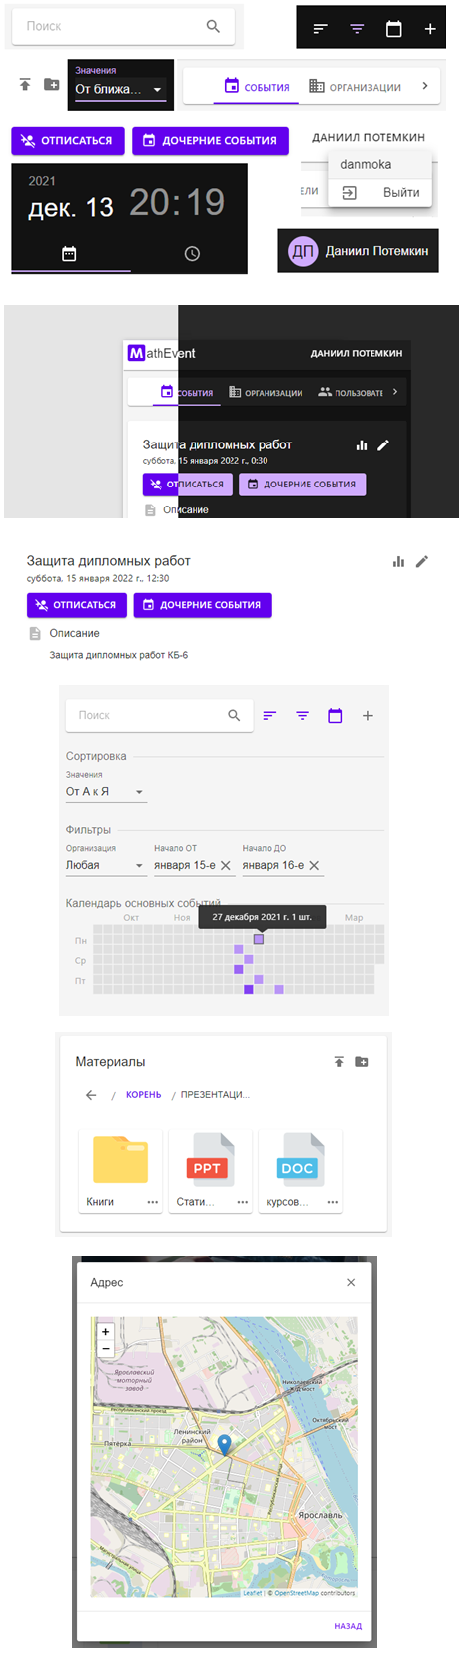 Поиск
Значения
От ближа...
СОБЫТИЯ
ОРГАНИЗАЦИИ
ОТПИСАТЬСЯ
ДОЧЕРНИЕ СОБЫТИЯ
ДАНИИЛ ПОТЕМКИН
danmoka
ЕЛИ
Выйти
2021
дек. 13
20:19
ДП
Даниил Потемкин
MathEvent
ДАНИИЛ ПОТЕМКИН
СОБЫТИЯ
ОРГАНИЗАЦИИ
ПОЛЬЗОВАТЕ
Защита дипломных работ
суббота, 15 января 2022 г., 0:30
ОТПИСАТЬСЯ
ДОЧЕРНИЕ СОБЫТИЯ
Описание
Защита дипломных работ
суббота, 15 января 2022 г., 12:30
ОТПИСАТЬСЯ
ДОЧЕРНИЕ СОБЫТИЯ
Описание
Защита дипломных работ КБ-6
Поиск
Сортировка
Значения
От А к Я
Фильтры
Организация
Начало ОТ
Начало ДО
Любая
января 15-е
января 16-е
Календарь основных событий
27 декабря 2021 г. 1 шт.
Окт
Ноя
Мар
Пн
Ср
Пт
Материалы
/ КОРЕНЬ / ПРЕЗЕНТАЦИ...
PPT
DOC
Книги
Стати...
курсов...
Адрес
+
−
Ярославский
моторный
завод
Николаевский
ж/д мост
Октябрьский
мост
Ленинский
район
Пятёрка
Ярославль
Leaflet | © OpenStreetMap contributors
НАЗАД